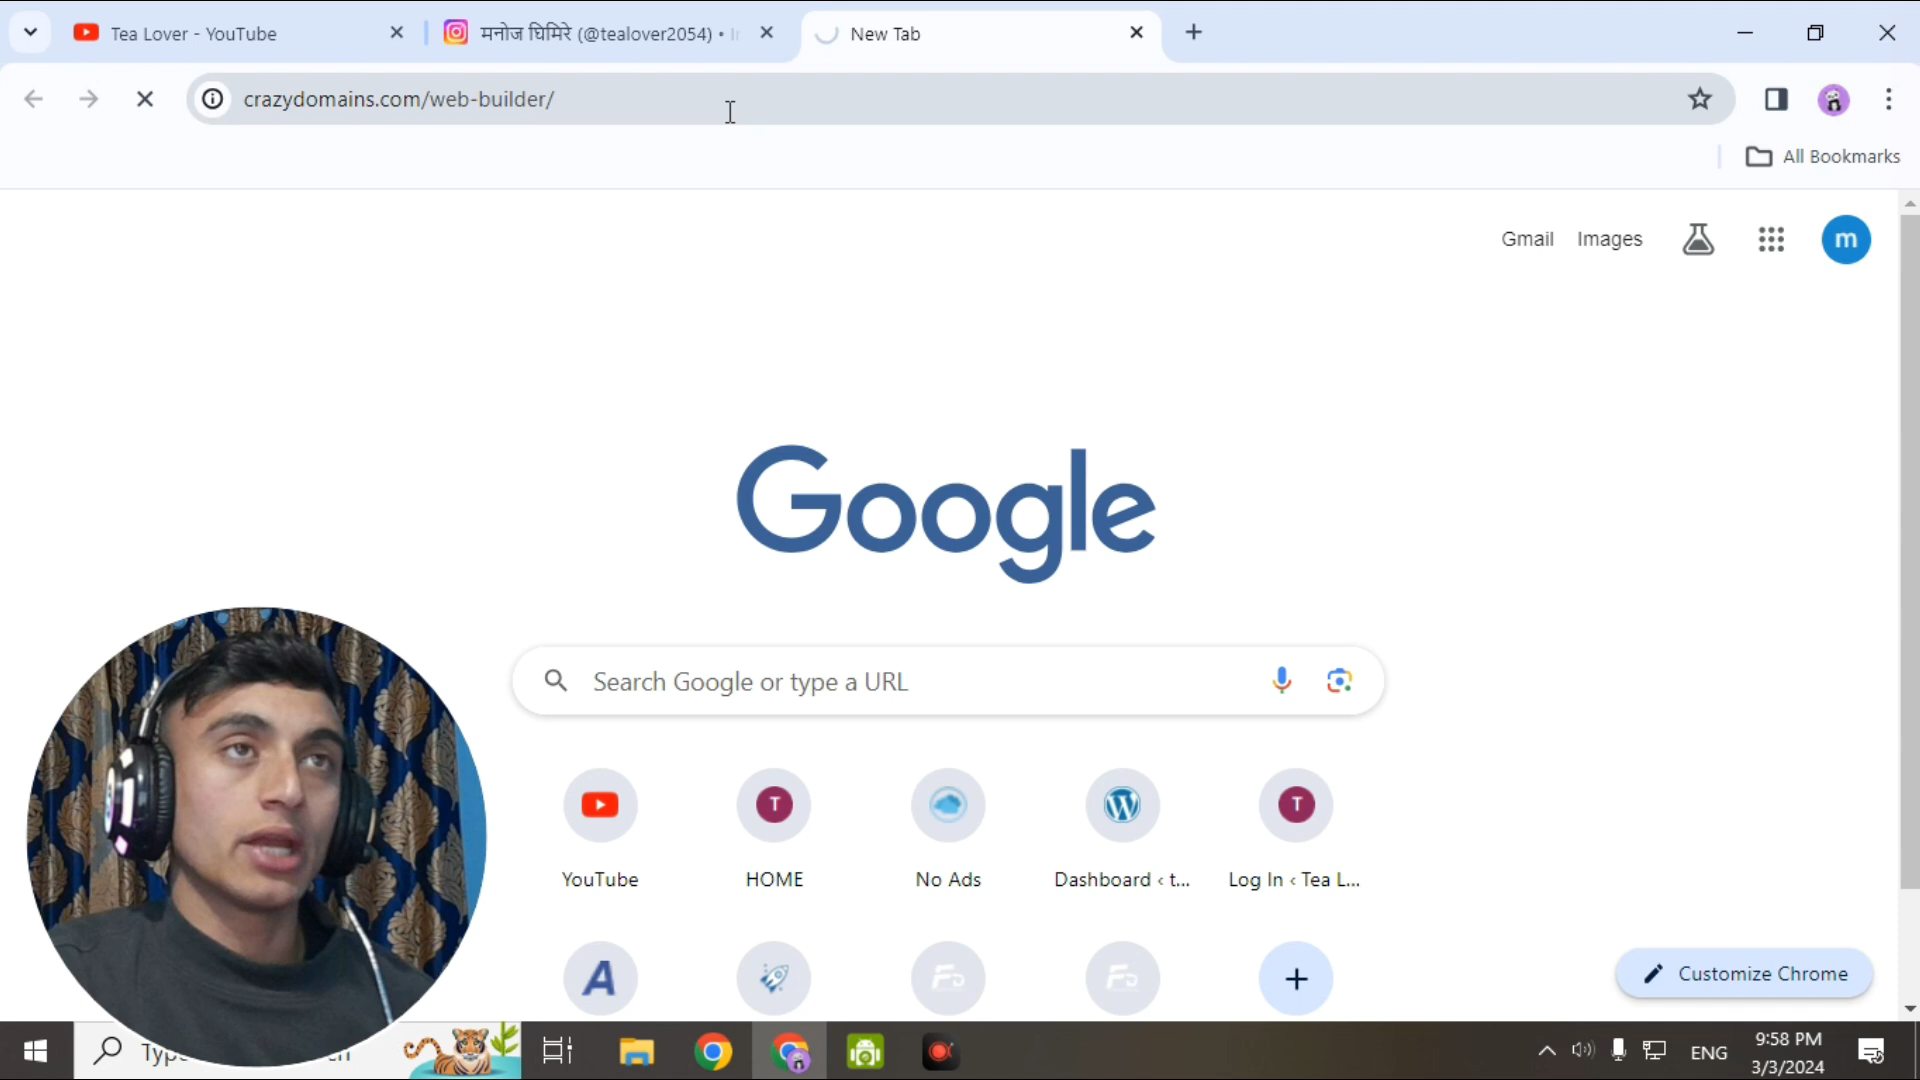 Tea Lover - YouTube
मनोज घिमिरे (@tealover2054) •
New Tab
crazydomains.com/web-builder/
All Bookmarks
Gmail
Images
m
Google
Search Google or type a URL
T
T
YouTube
HOME
No Ads
Dashboard ‹ t...
Log In ‹ Tea L...
A
Customize Chrome
ENG
9:58 PM
3/3/2024